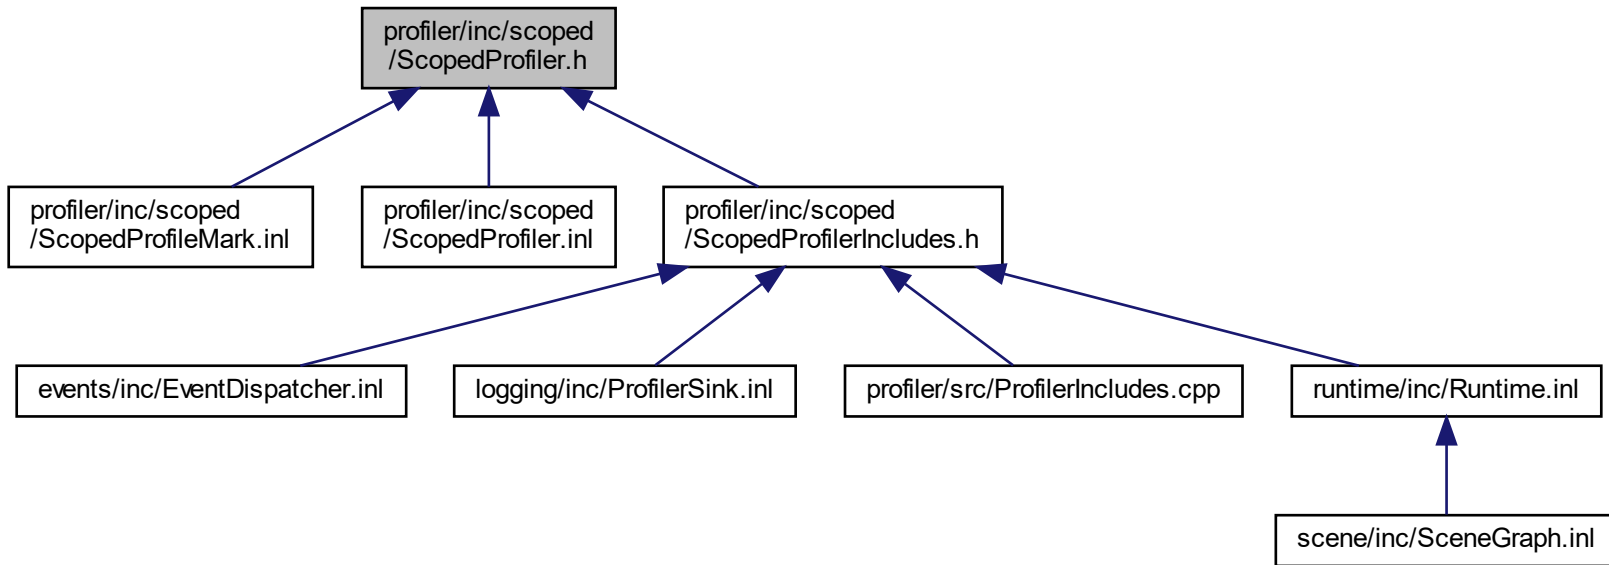 profiler/inc/scoped
/ScopedProfiler.h
profiler/inc/scoped
/ScopedProfileMark.inl
profiler/inc/scoped
/ScopedProfiler.inl
profiler/inc/scoped
/ScopedProfilerIncludes.h
events/inc/EventDispatcher.inl
logging/inc/ProfilerSink.inl
profiler/src/ProfilerIncludes.cpp
runtime/inc/Runtime.inl
scene/inc/SceneGraph.inl